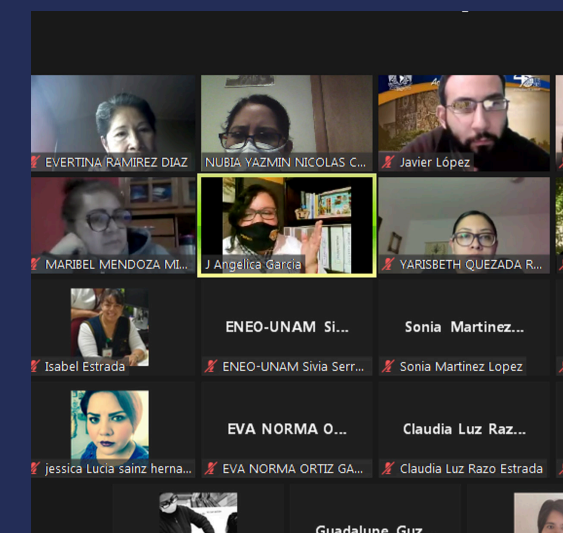 EVERTINA RAMIREZ DIAZ
NUBIA YAZMIN NICOLAS C...
Javier López
MARIBEL MENDOZA MI...
J Angelica Garcia
YARISBETH QUEZADA R...
Isabel Estrada
ENEO-UNAM Si...
ENEO-UNAM Sivia Serr...
Sonia Martinez...
Sonia Martinez Lopez
jessica Lucia sainz herna...
EVA NORMA O...
EVA NORMA ORTIZ GA...
Claudia Luz Raz...
Claudia Luz Razo Estrada
Guadalupe Guz